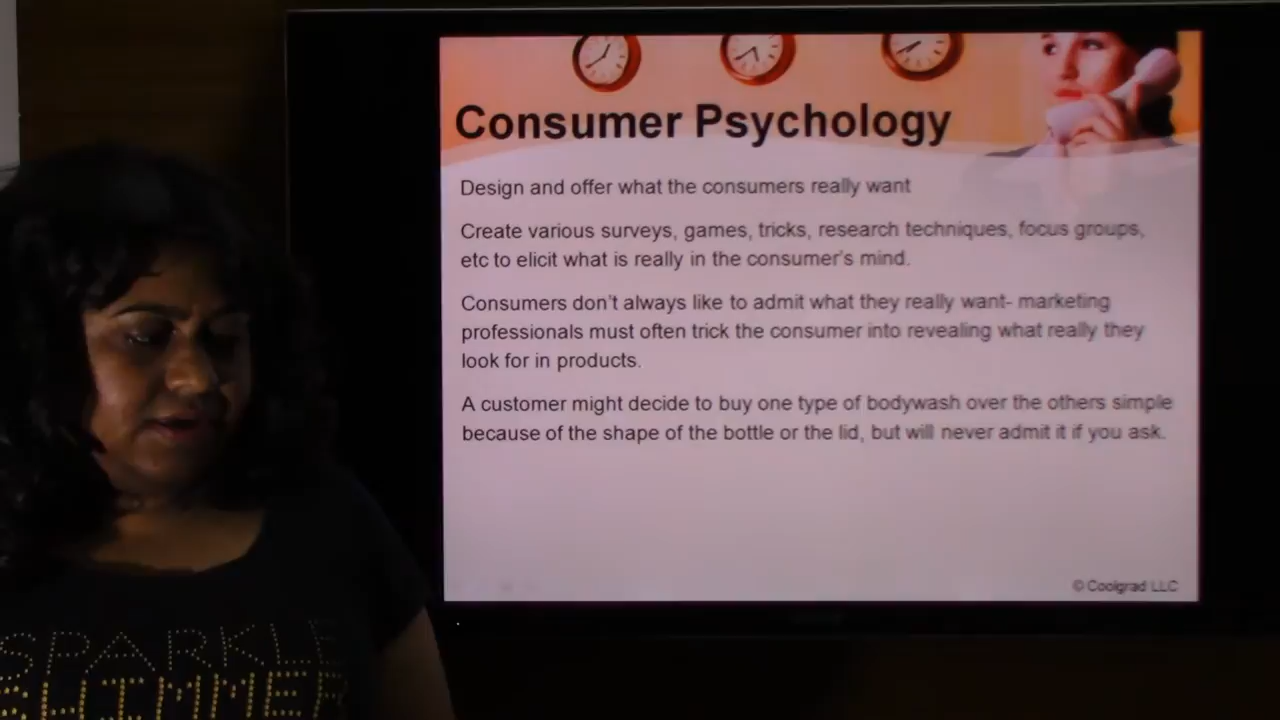 Consumer Psychology
Design and offer what the consumers really want
Create various surveys, games, tricks, research techniques, focus groups,
etc to elicit what is really in the consumer's mind.
Consumers don't always like to admit what they really want- marketing
professionals must often trick the consumer into revealing what really they
look for in products.
A customer might decide to buy one type of bodywash over the others simple
because of the shape of the bottle or the lid, but will never admit it if you ask.
© Coolgrad LLC
SPARKLE
SHIMMER